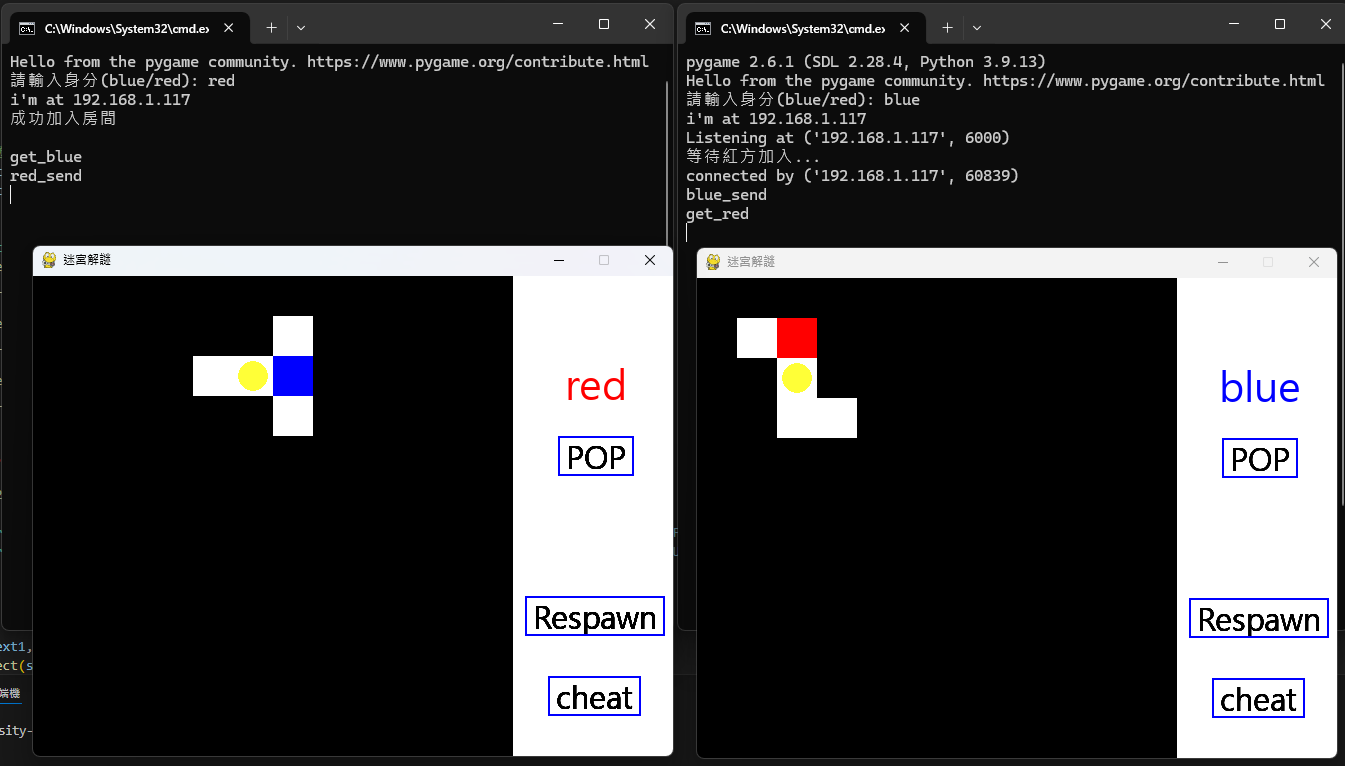 C:\Windows\System32\cmd.e
Hello from the pygame community. https://www.pygame.org/contribute.html
請輸入身分(blue/red): red
i'm at 192.168.1.117
成功加入房間
get_blue
red_send
C:\Windows\System32\cmd.e
pygame 2.6.1 (SDL 2.28.4, Python 3.9.13)
Hello from the pygame community. https://www.pygame.org/contribute.html
請輸入身分(blue/red): blue
i'm at 192.168.1.117
Listening at ('192.168.1.117', 6000)
等待紅方加入...
connected by ('192.168.1.117', 60839)
blue_send
get_red
迷宮解謎
red
POP
Respawn
cheat
迷宮解謎
blue
POP
Respawn
cheat
ext1,
ect(s
端機
sity-